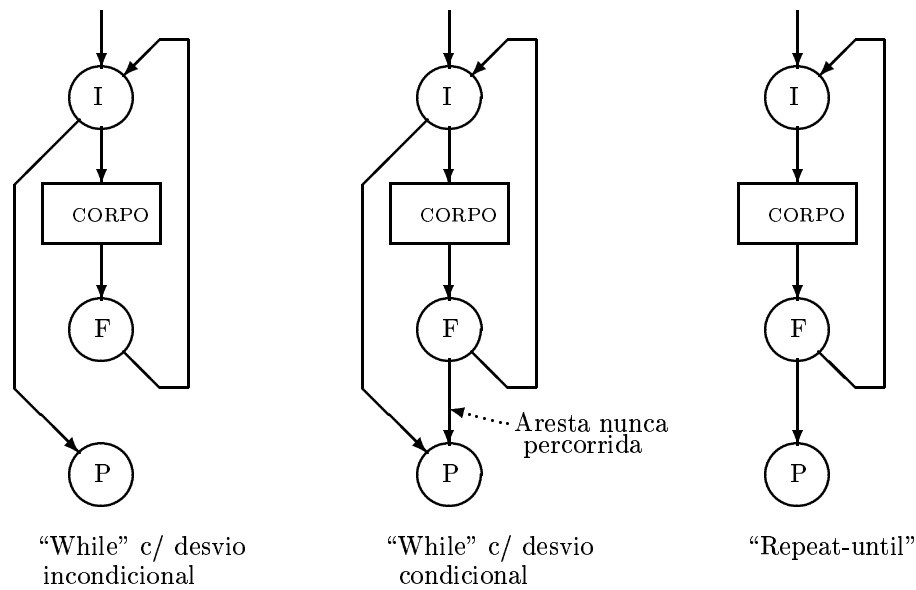 I
CORPO
F
P
“While” c/ desvio
incondicional
I
CORPO
F
Aresta nunca
percorrida
P
“While” c/ desvio
condicional
I
CORPO
F
P
“Repeat-until”